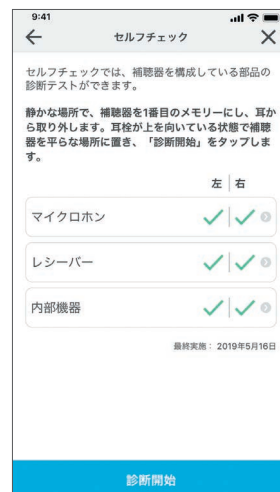 9:41
セルフチェック
セルフチェックでは、補聴器を構成している部品の
診断テストができます。
静かな場所で、補聴器を1番目のメモリーにし、耳か
ら取り外します。耳栓が上を向いている状態で補聴
器を平らな場所に置き、「診断開始」をタップしま
す。
左 右
マイクロホン
レシーバー
内部機器
最終実施： 2019年5月16日
診断開始